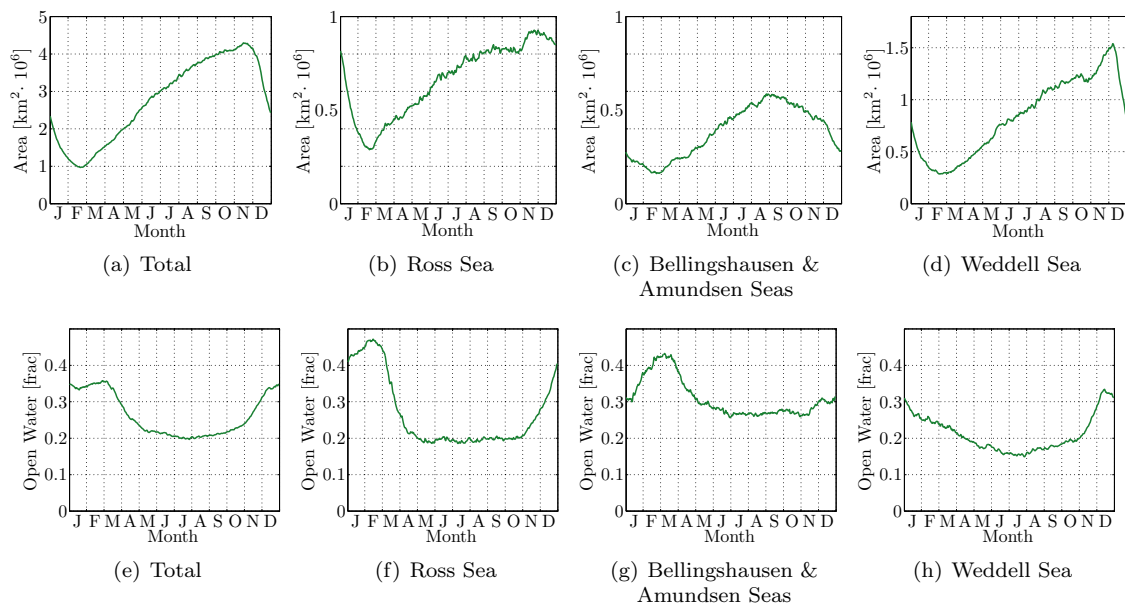 Area [km²· 10⁶]
5
4
3
2
1
0
J F M A M J J A S O N D
Month
(a) Total
Area [km²· 10⁶]
1
0.5
0
J F M A M J J A S O N D
Month
(b) Ross Sea
Area [km²· 10⁶]
1
0.5
0
J F M A M J J A S O N D
Month
(c) Bellingshausen &
Amundsen Seas
Area [km²· 10⁶]
1.5
1
0.5
0
J F M A M J J A S O N D
Month
(d) Weddell Sea
Open Water [frac]
0.4
0.3
0.2
0.1
0
J F M A M J J A S O N D
Month
(e) Total
Open Water [frac]
0.4
0.3
0.2
0.1
0
J F M A M J J A S O N D
Month
(f) Ross Sea
Open Water [frac]
0.4
0.3
0.2
0.1
0
J F M A M J J A S O N D
Month
(g) Bellingshausen &
Amundsen Seas
Open Water [frac]
0.4
0.3
0.2
0.1
0
J F M A M J J A S O N D
Month
(h) Weddell Sea